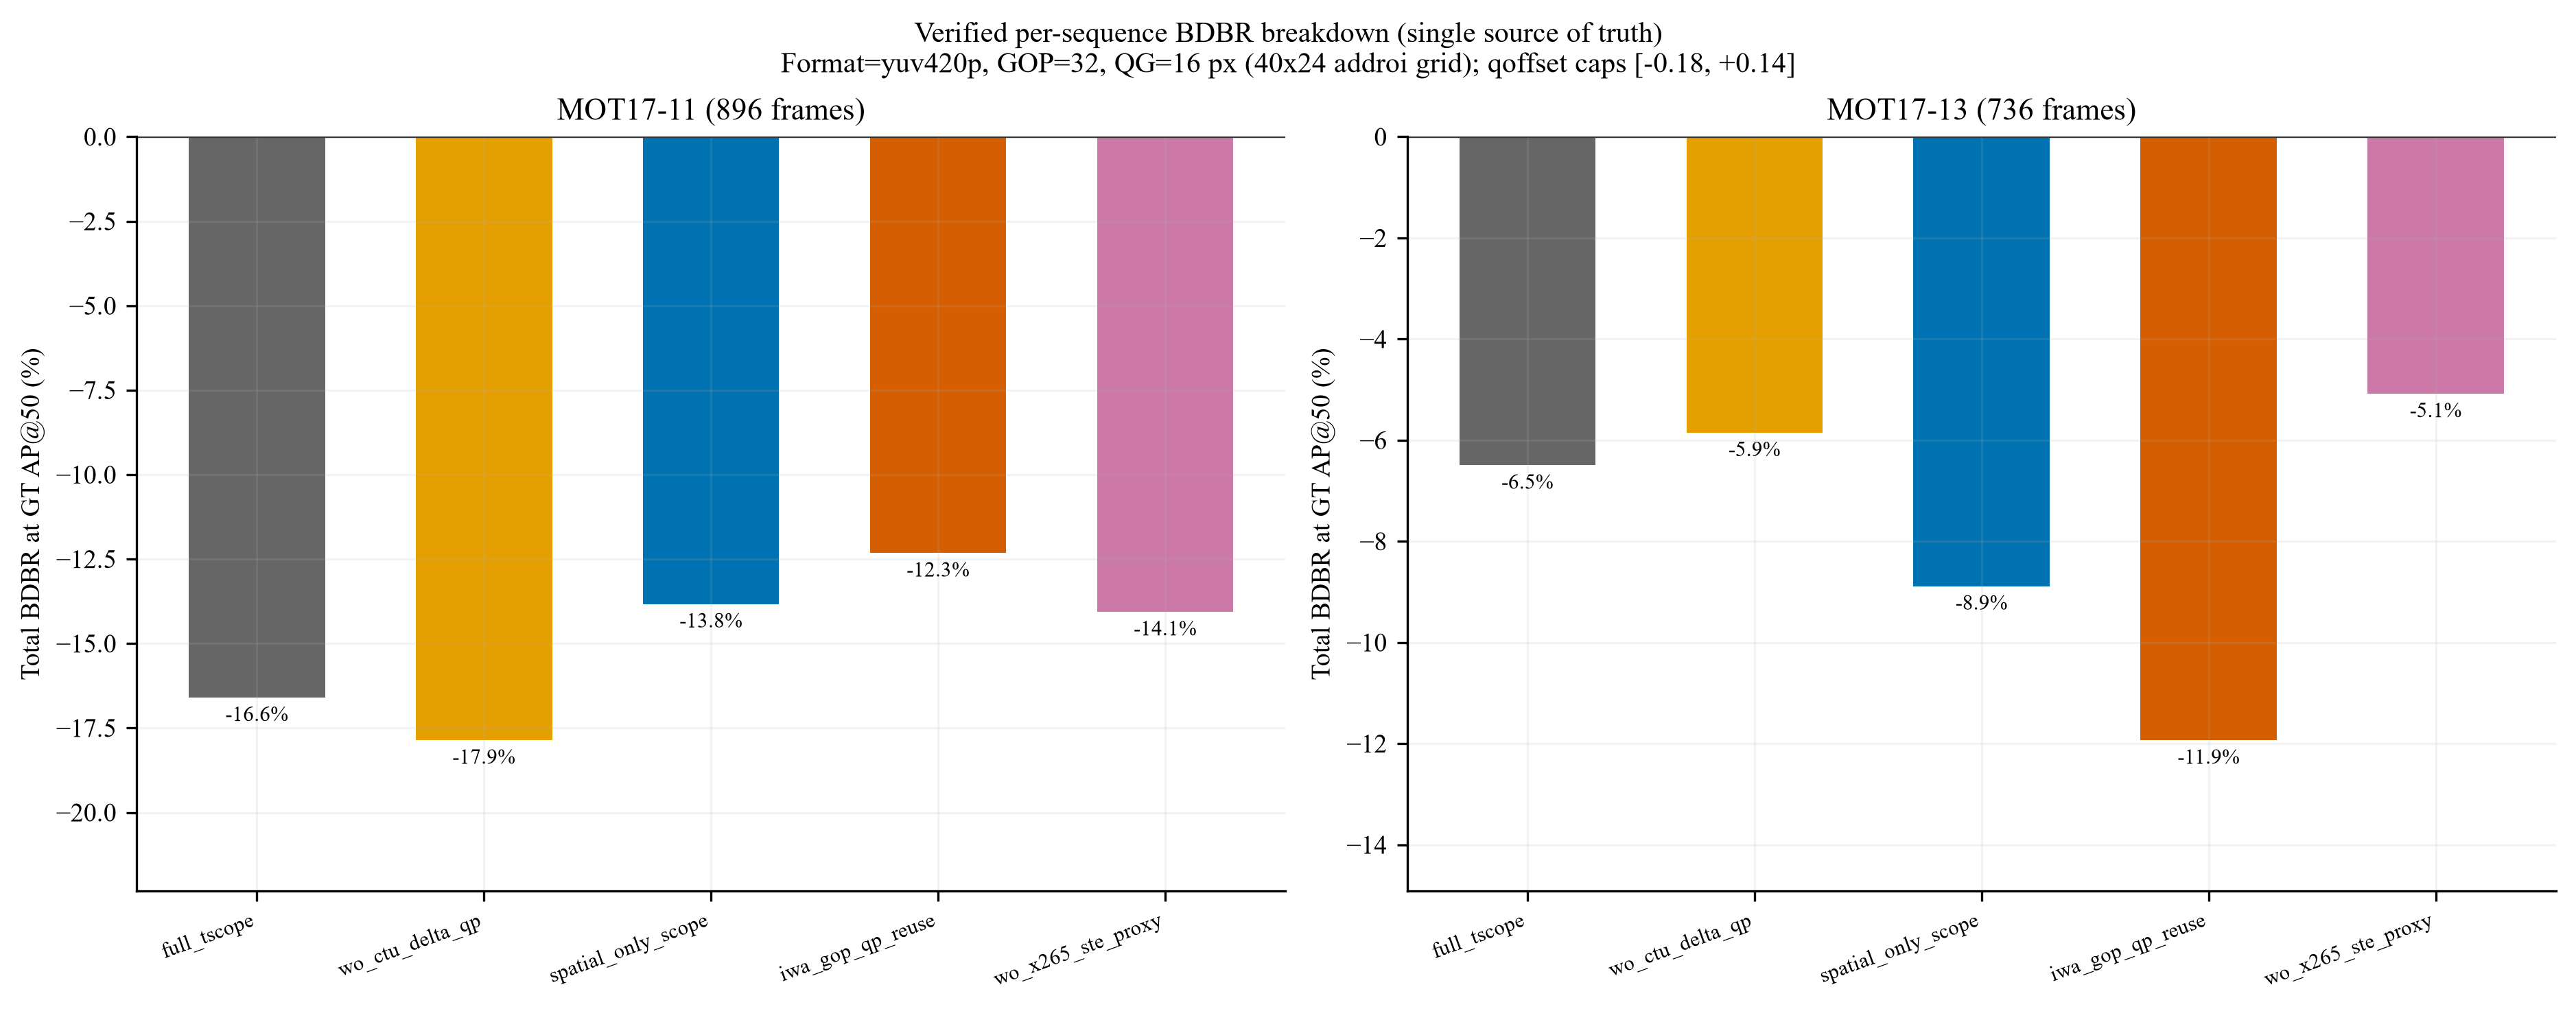 Verified per-sequence BDBR breakdown (single source of truth)
Format=yuv420p, GOP=32, QG=16 px (40x24 addroi grid); qoffset caps [-0.18, +0.14]
MOT17-11 (896 frames)
Total BDBR at GT AP@50 (%)
0.0
−2.5
−5.0
−7.5
−10.0
−12.5
−15.0
−17.5
−20.0
-16.6%
-17.9%
-13.8%
-12.3%
-14.1%
full_tscope
wo_ctu_delta_qp
spatial_only_scope
iwa_gop_qp_reuse
wo_x265_ste_proxy
MOT17-13 (736 frames)
Total BDBR at GT AP@50 (%)
0
−2
−4
−6
−8
−10
−12
−14
-6.5%
-5.9%
-8.9%
-11.9%
-5.1%
full_tscope
wo_ctu_delta_qp
spatial_only_scope
iwa_gop_qp_reuse
wo_x265_ste_proxy